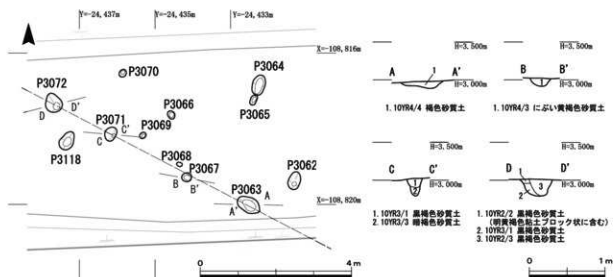 Y=-24,437m
Y=-24,435m
Y=-24,433m
X=-108,816m
P3072
P3070
P3064
D D'
P3071
P3066
P3065
C C'
P3069
P3118
P3068
P3067
P3062
B B'
P3063
A' A
X=-108,820m
0 4 m
H=3.500m
H=3.500m
A 1 A'
B B'
H=3.000m
1
H=3.000m
1.10YR4/4 褐色砂質土
1.10YR4/3 にぶい黄褐色砂質土
H=3.500m
H=3.500m
C C'
D D'
1
2
H=3.000m
1
2
3
H=3.000m
1.10YR3/1 黒褐色砂質土
2.10YR3/3 暗褐色砂質土
1.10YR2/2 黒褐色砂質土
(明黄褐色粘土ブロック状に含む)
2.10YR3/1 黒褐色砂質土
3.10YR2/3 黒褐色砂質土
0 1 m